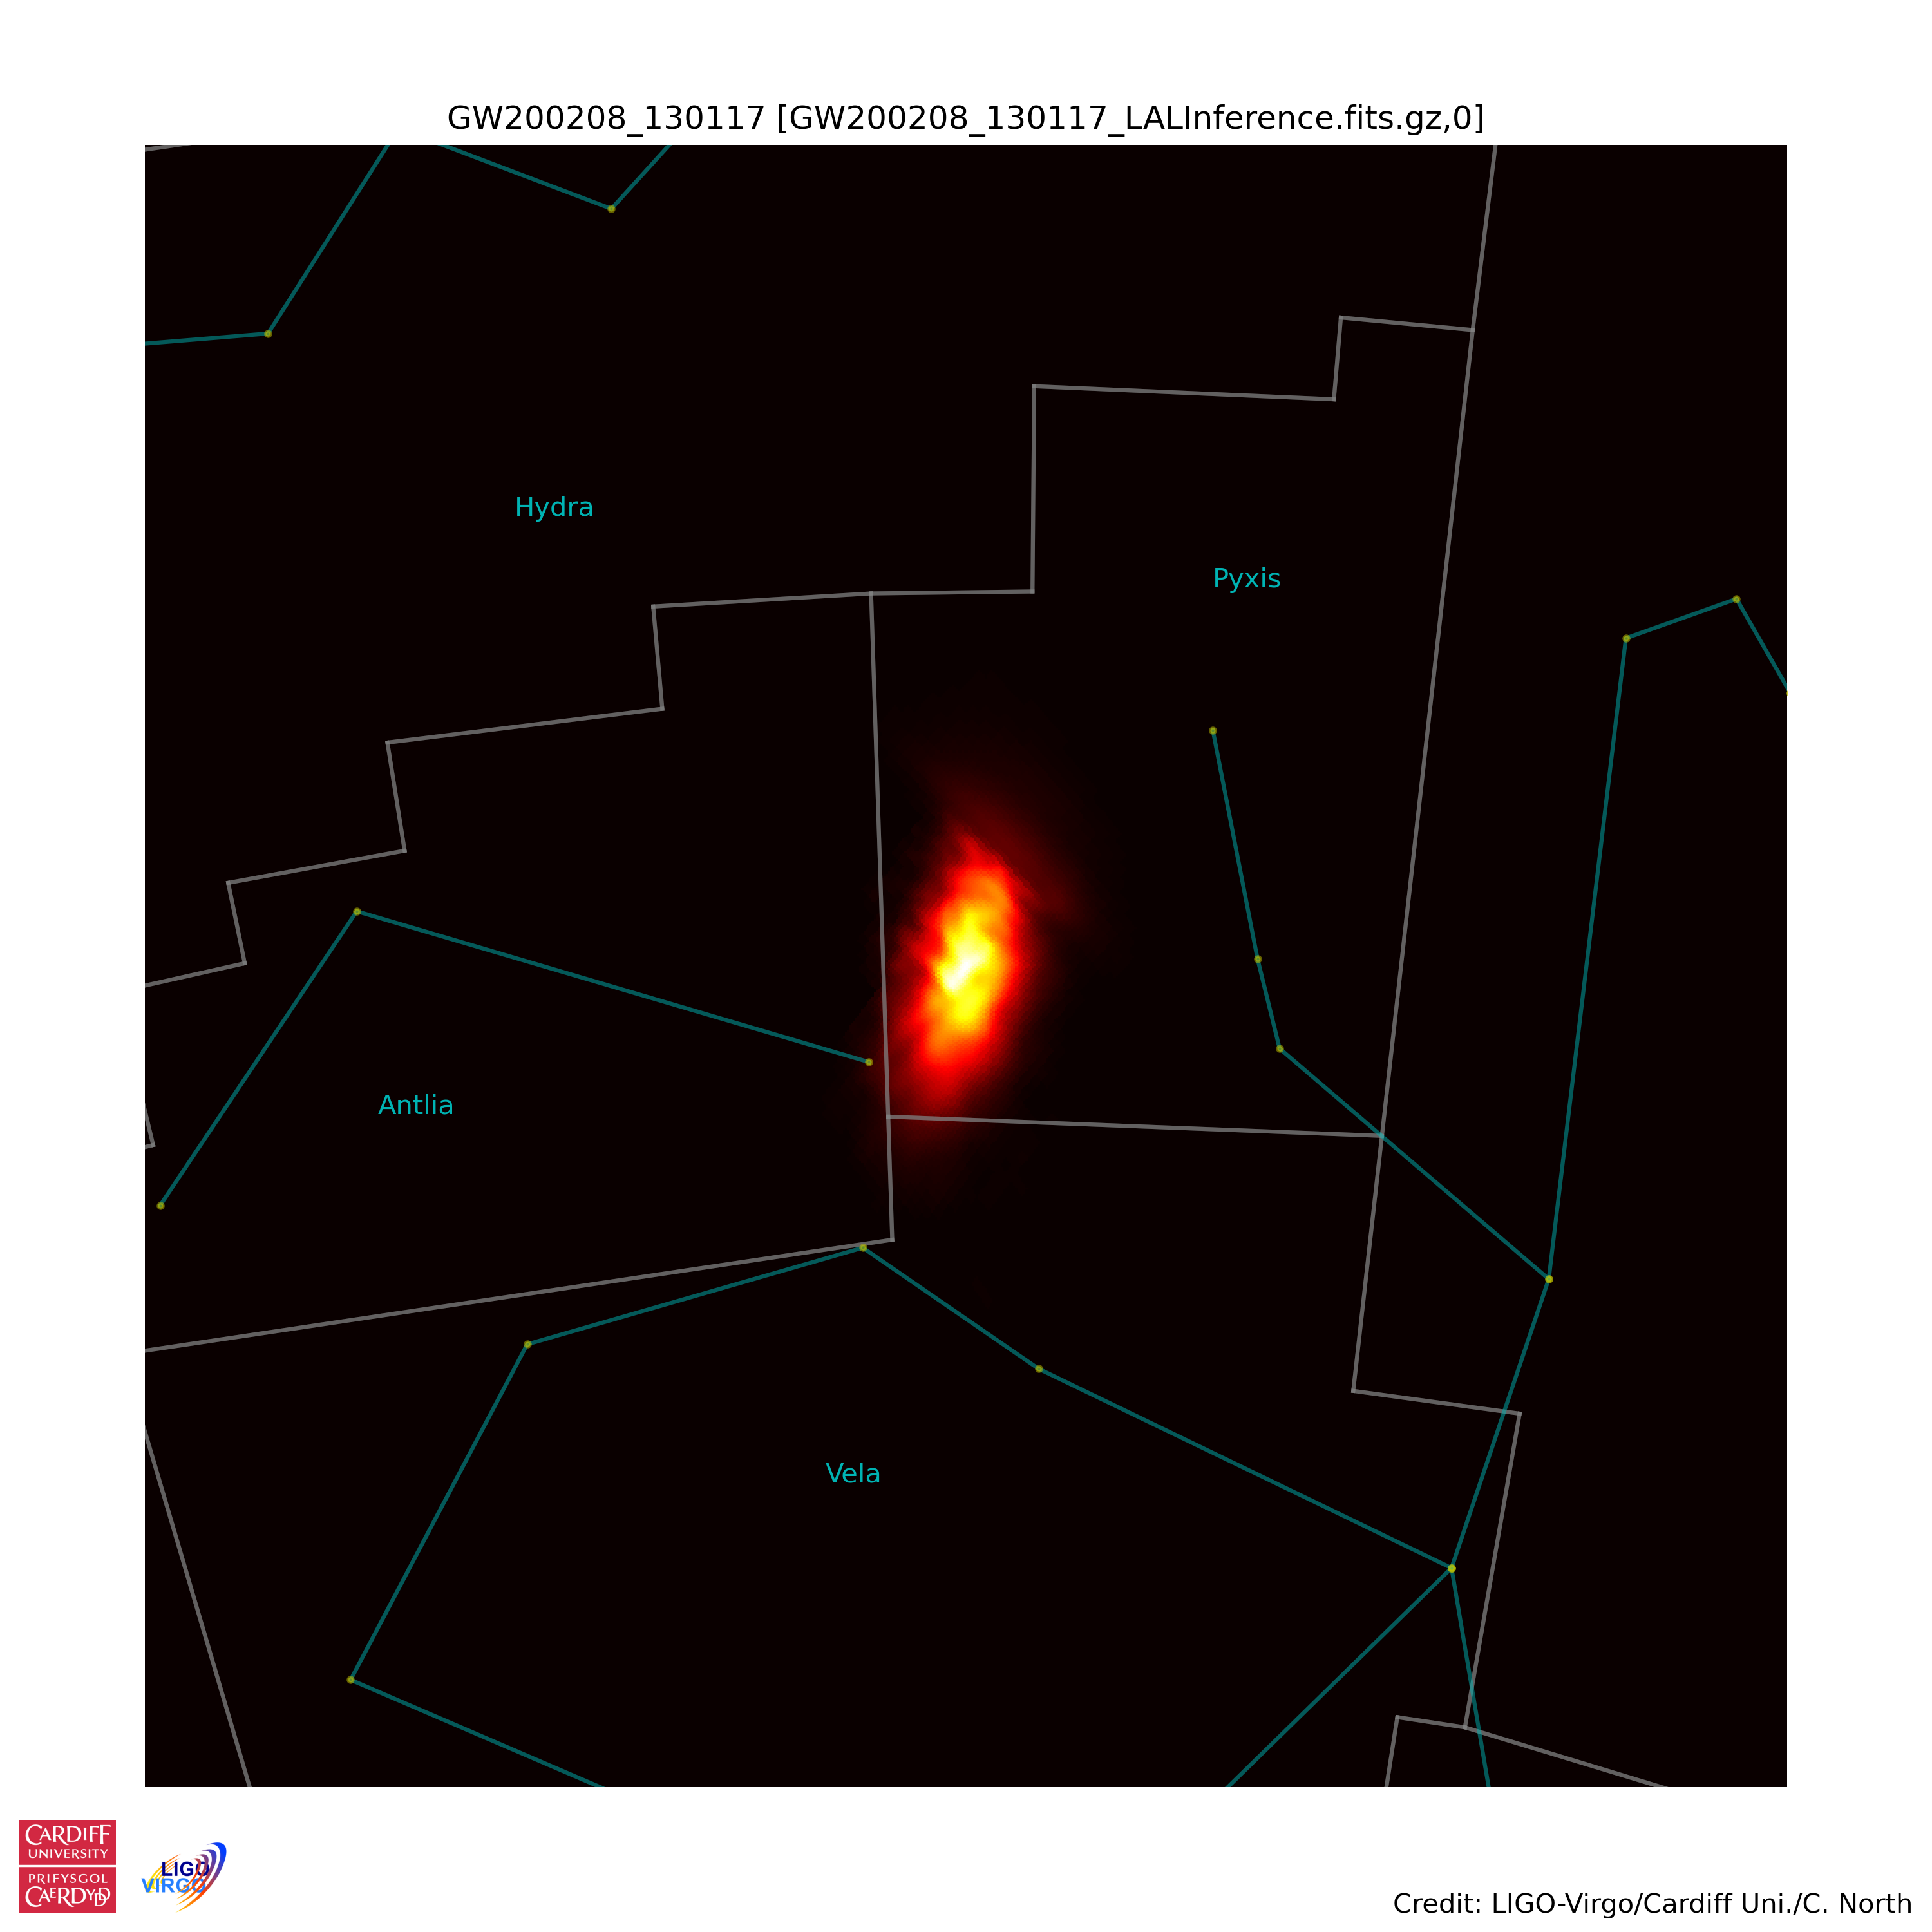 GW200208_130117 [GW200208_130117_LALInference.fits.gz,0]
Hydra
Pyxis
Antlia
Vela
CARDIFF
UNIVERSITY
PRIFYSGOL
CAERDYDD
LIGO
VIRGO
Credit: LIGO-Virgo/Cardiff Uni./C. North